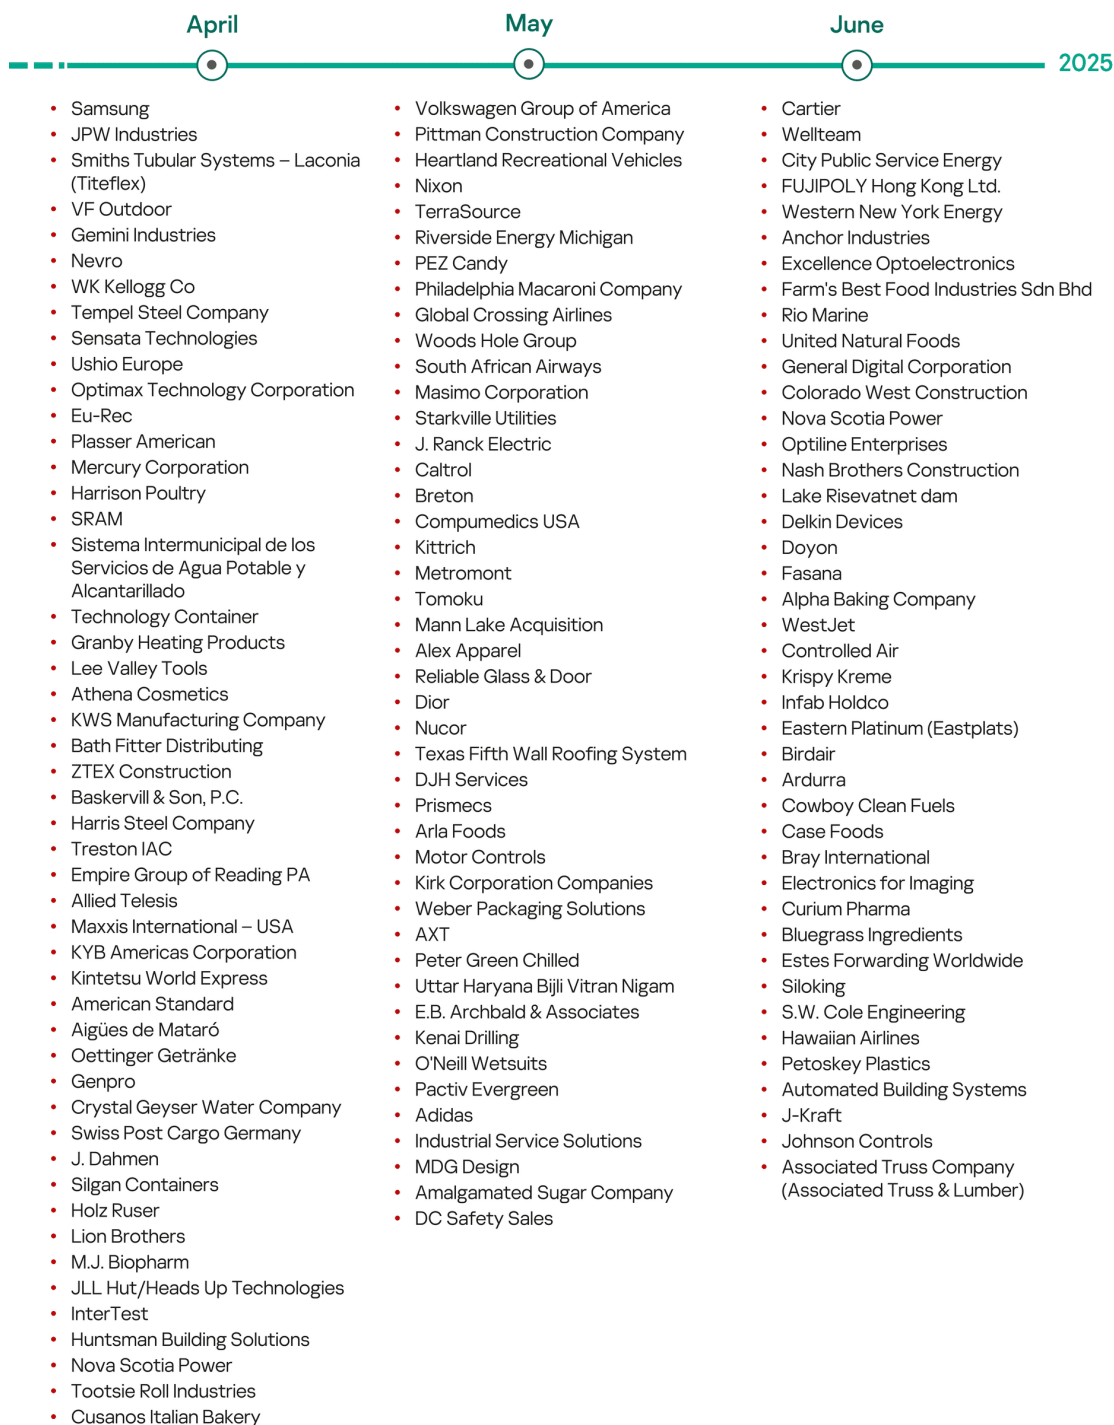 April
May
June
2025
• Samsung
• JPW Industries
• Smiths Tubular Systems – Laconia
(Titeflex)
• VF Outdoor
• Gemini Industries
• Nevro
• WK Kellogg Co
• Tempel Steel Company
• Sensata Technologies
• Ushio Europe
• Optimax Technology Corporation
• Eu-Rec
• Plasser American
• Mercury Corporation
• Harrison Poultry
• SRAM
• Sistema Intermunicipal de los
Servicios de Agua Potable y
Alcantarillado
• Technology Container
• Granby Heating Products
• Lee Valley Tools
• Athena Cosmetics
• KWS Manufacturing Company
• Bath Fitter Distributing
• ZTEX Construction
• Baskervill & Son, P.C.
• Harris Steel Company
• Treston IAC
• Empire Group of Reading PA
• Allied Telesis
• Maxxis International – USA
• KYB Americas Corporation
• Kintetsu World Express
• American Standard
• Aigües de Mataró
• Oettinger Getränke
• Genpro
• Crystal Geyser Water Company
• Swiss Post Cargo Germany
• J. Dahmen
• Silgan Containers
• Holz Ruser
• Lion Brothers
• M.J. Biopharm
• JLL Hut/Heads Up Technologies
• InterTest
• Huntsman Building Solutions
• Nova Scotia Power
• Tootsie Roll Industries
• Cusanos Italian Bakery
• Volkswagen Group of America
• Pittman Construction Company
• Heartland Recreational Vehicles
• Nixon
• TerraSource
• Riverside Energy Michigan
• PEZ Candy
• Philadelphia Macaroni Company
• Global Crossing Airlines
• Woods Hole Group
• South African Airways
• Masimo Corporation
• Starkville Utilities
• J. Ranck Electric
• Caltrol
• Breton
• Compumedics USA
• Kittrich
• Metromont
• Tomoku
• Mann Lake Acquisition
• Alex Apparel
• Reliable Glass & Door
• Dior
• Nucor
• Texas Fifth Wall Roofing System
• DJH Services
• Prismecs
• Arla Foods
• Motor Controls
• Kirk Corporation Companies
• Weber Packaging Solutions
• AXT
• Peter Green Chilled
• Uttar Haryana Bijli Vitran Nigam
• E.B. Archbald & Associates
• Kenai Drilling
• O'Neill Wetsuits
• Pactiv Evergreen
• Adidas
• Industrial Service Solutions
• MDG Design
• Amalgamated Sugar Company
• DC Safety Sales
• Cartier
• Wellteam
• City Public Service Energy
• FUJIPOLY Hong Kong Ltd.
• Western New York Energy
• Anchor Industries
• Excellence Optoelectronics
• Farm's Best Food Industries Sdn Bhd
• Rio Marine
• United Natural Foods
• General Digital Corporation
• Colorado West Construction
• Nova Scotia Power
• Optiline Enterprises
• Nash Brothers Construction
• Lake Risevatnet dam
• Delkin Devices
• Doyon
• Fasana
• Alpha Baking Company
• WestJet
• Controlled Air
• Krispy Kreme
• Infab Holdco
• Eastern Platinum (Eastplats)
• Birdair
• Ardurra
• Cowboy Clean Fuels
• Case Foods
• Bray International
• Electronics for Imaging
• Curium Pharma
• Bluegrass Ingredients
• Estes Forwarding Worldwide
• Siloking
• S.W. Cole Engineering
• Hawaiian Airlines
• Petoskey Plastics
• Automated Building Systems
• J-Kraft
• Johnson Controls
• Associated Truss Company
(Associated Truss & Lumber)